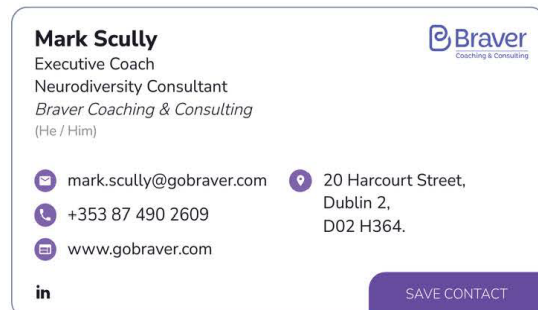 Mark Scully
Executive Coach
Neurodiversity Consultant
Braver Coaching & Consulting
(He / Him)
Braver
Coaching & Consulting
mark.scully@gobraver.com
+353 87 490 2609
www.gobraver.com
20 Harcourt Street,
Dublin 2,
D02 H364.
in
SAVE CONTACT